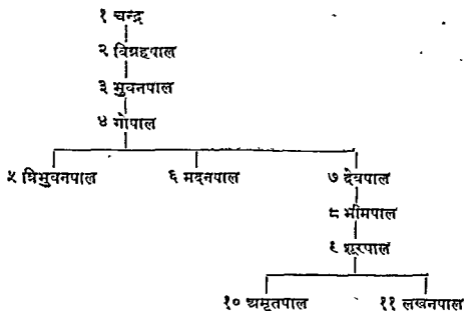 १ चन्द्र
२ विग्रहपाल
३ भुवनपाल
४ गोपाल
५ त्रिभुवनपाल ६ मदनपाल ७ देवपाल
८ भीमपाल
९ शूरपाल
१० अमृतपाल ११ लखनपाल